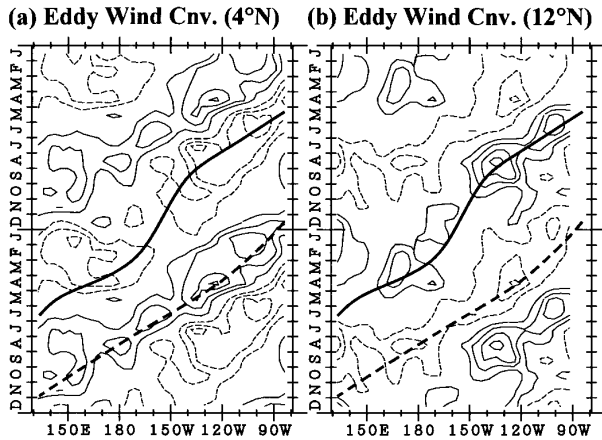 (a) Eddy Wind Cnv. (4°N) (b) Eddy Wind Cnv. (12°N)
D N O S A J J M A M F J D N O S A J J M A M F J
D N O S A J J M A M F J D N O S A J J M A M F J
150E 180 150W 120W 90W
150E 180 150W 120W 90W